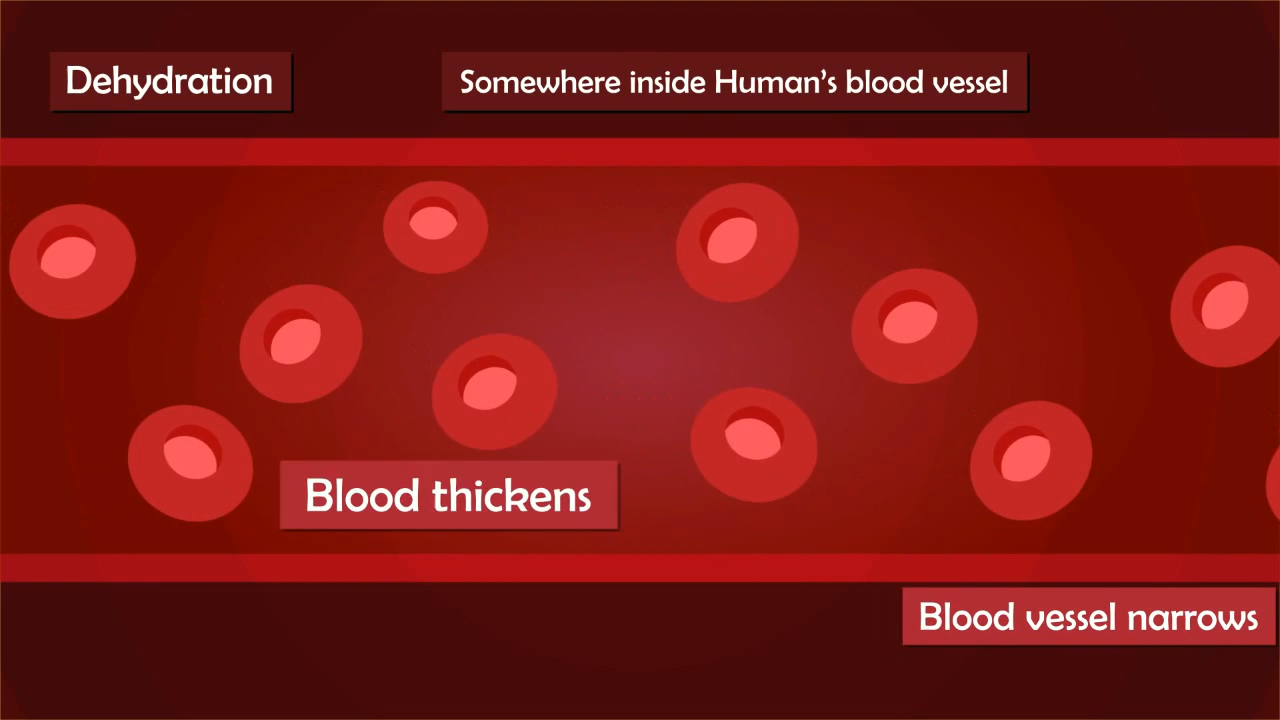 Dehydration
Somewhere inside Human's blood vessel
Blood thickens
Blood vessel narrows